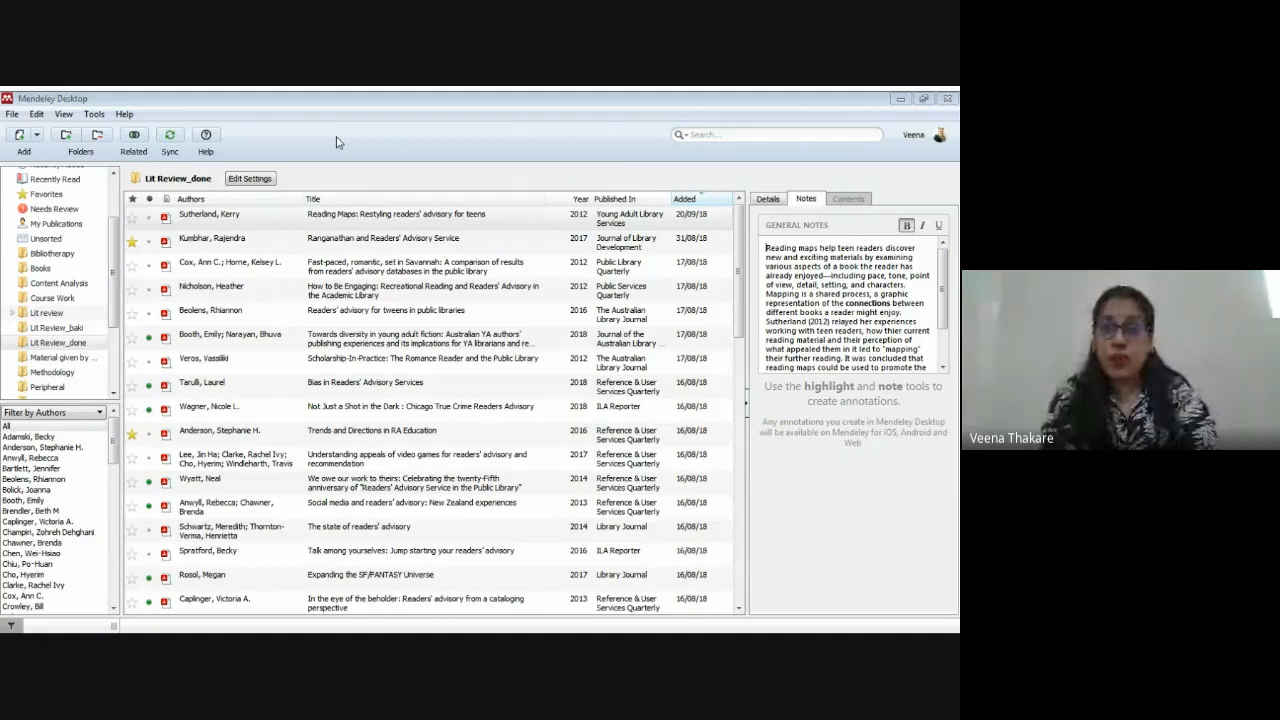 Mendeley Desktop
File Edit View Tools Help
Add Folders Related Sync Help
Search...
Veena
Recently Read
Favorites
Needs Review
My Publications
Unsorted
Bibliotherapy
Books
Content Analysis
Course Work
Lit review
Lit Review_baki
Lit Review_done
Material given by ...
Methodology
Peripheral
Filter by Authors
All
Adamski, Becky
Anderson, Stephanie H.
Anwyll, Rebecca
Bartlett, Jennifer
Beolens, Rhiannon
Bolick, Joanna
Booth, Emily
Brendler, Beth M
Caplinger, Victoria A.
Champiri, Zohreh Dehghani
Chawner, Brenda
Chen, Wei-Hsiao
Chiu, Po-Huan
Cho, Hyerim
Clarke, Rachel Ivy
Cox, Ann C.
Crowley, Bill
Lit Review_done Edit Settings
Authors Title Year Published In Added
Sutherland, Kerry Reading Maps: Restyling readers' advisory for teens 2012 Young Adult Library 20/09/18
Services
Kumbhar, Rajendra Ranganathan and Readers' Advisory Service 2017 Journal of Library 31/08/18
Development
Cox, Ann C.; Horne, Kelsey L. Fast-paced, romantic, set in Savannah: A comparison of 2012 Public Library 17/08/18
results from readers' advisory databases in the public library Quarterly
Nicholson, Heather How to Be Engaging: Recreational Reading and Readers' Advisory in 2012 Public Services 17/08/18
the Academic Library Quarterly
Beolens, Rhiannon Readers' advisory for tweens in public libraries 2016 The Australian 17/08/18
Library Journal
Booth, Emily; Narayan, Bhuva Towards diversity in young adult fiction: Australian YA authors' 2018 Journal of the 17/08/18
publishing experiences and its implications for YA librarians and re... Australian Library ...
Veros, Vassiliki Scholarship-In-Practice: The Romance Reader and the Public Library 2012 The Australian 17/08/18
Library Journal
Tarulli, Laurel Bias in Readers' Advisory Services 2018 Reference & User 16/08/18
Services Quarterly
Wagner, Nicole L. Not Just a Shot in the Dark : Chicago True Crime Readers Advisory 2018 ILA Reporter 16/08/18
Anderson, Stephanie H. Trends and Directions in RA Education 2016 Reference & User 16/08/18
Services Quarterly
Lee, Jin Ha; Clarke, Rachel Ivy; Understanding appeals of video games for readers' advisory and 2017 Reference & User 16/08/18
Cho, Hyerim; Windleharth, Travis recommendation Services Quarterly
Wyatt, Neal We owe our work to theirs: Celebrating the twenty-Fifth 2014 Reference & User 16/08/18
anniversary of "Readers' Advisory Service in the Public Library" Services Quarterly
Anwyll, Rebecca; Chawner, Social media and readers' advisory: New Zealand experiences 2013 Reference & User 16/08/18
Brenda Services Quarterly
Schwartz, Meredith; Thornton- The state of readers' advisory 2014 Library Journal 16/08/18
Verma, Henrietta
Spratford, Becky Talk among yourselves: Jump starting your readers' advisory 2016 ILA Reporter 16/08/18
Rosol, Megan Expanding the SF/FANTASY Universe 2017 Library Journal 16/08/18
Caplinger, Victoria A. In the eye of the beholder: Readers' advisory from a cataloging 2013 Reference & User 16/08/18
perspective Services Quarterly
Details Notes Contents
GENERAL NOTES B I U
Reading maps help teen readers discover
new and exciting materials by examining
various aspects of a book the reader has
already enjoyed—including pace, tone, point
of view, detail, setting, and characters.
Mapping is a shared process, a graphic
representation of the connections between
different books a reader might enjoy.
Sutherland (2012) relayed her experiences
working with teen readers, how thier current
reading material and their perception of
what appealed them in it led to "mapping"
their further reading. It was concluded that
reading maps could be used to promote the
Use the highlight and note tools to
create annotations.
Any annotations you create in Mendeley Desktop
will be available on Mendeley for iOS, Android and
Web
Veena Thakare